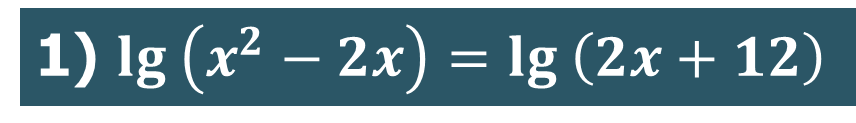 1) lg (x² − 2x) = lg (2x + 12)